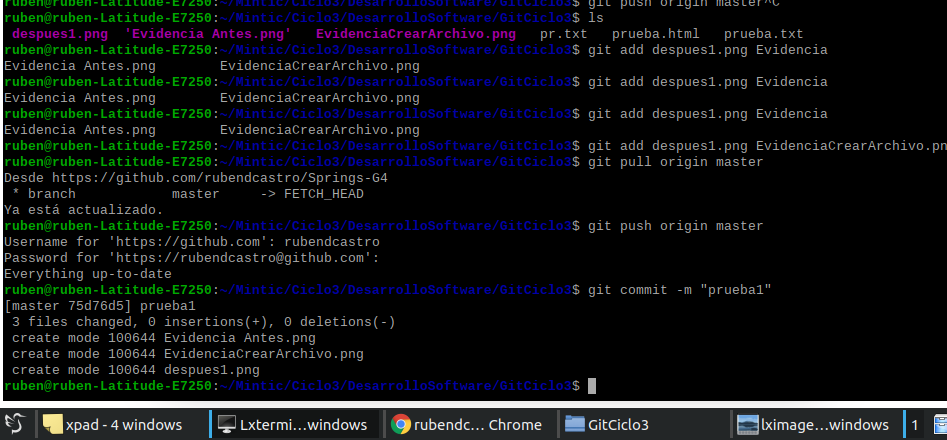 ruben@ruben-Latitude-E7250:~/Mintic/Ciclo3/DesarrolloSoftware/GitCiclo3$ git push origin master^C
ruben@ruben-Latitude-E7250:~/Mintic/Ciclo3/DesarrolloSoftware/GitCiclo3$ ls
despues1.png 'Evidencia Antes.png' EvidenciaCrearArchivo.png pr.txt prueba.html prueba.txt
ruben@ruben-Latitude-E7250:~/Mintic/Ciclo3/DesarrolloSoftware/GitCiclo3$ git add despues1.png Evidencia
Evidencia Antes.png EvidenciaCrearArchivo.png
ruben@ruben-Latitude-E7250:~/Mintic/Ciclo3/DesarrolloSoftware/GitCiclo3$ git add despues1.png Evidencia
Evidencia Antes.png EvidenciaCrearArchivo.png
ruben@ruben-Latitude-E7250:~/Mintic/Ciclo3/DesarrolloSoftware/GitCiclo3$ git add despues1.png Evidencia
Evidencia Antes.png EvidenciaCrearArchivo.png
ruben@ruben-Latitude-E7250:~/Mintic/Ciclo3/DesarrolloSoftware/GitCiclo3$ git add despues1.png EvidenciaCrearArchivo.pn
ruben@ruben-Latitude-E7250:~/Mintic/Ciclo3/DesarrolloSoftware/GitCiclo3$ git pull origin master
Desde https://github.com/rubendcastro/Springs-G4
* branch master -> FETCH_HEAD
Ya está actualizado.
ruben@ruben-Latitude-E7250:~/Mintic/Ciclo3/DesarrolloSoftware/GitCiclo3$ git push origin master
Username for 'https://github.com': rubendcastro
Password for 'https://rubendcastro@github.com':
Everything up-to-date
ruben@ruben-Latitude-E7250:~/Mintic/Ciclo3/DesarrolloSoftware/GitCiclo3$ git commit -m "prueba1"
[master 75d76d5] prueba1
3 files changed, 0 insertions(+), 0 deletions(-)
create mode 100644 Evidencia Antes.png
create mode 100644 EvidenciaCrearArchivo.png
create mode 100644 despues1.png
ruben@ruben-Latitude-E7250:~/Mintic/Ciclo3/DesarrolloSoftware/GitCiclo3$
xpad - 4 windows Lxtermi...windows rubendc... - Chrome GitCiclo3 lximage...windows 1